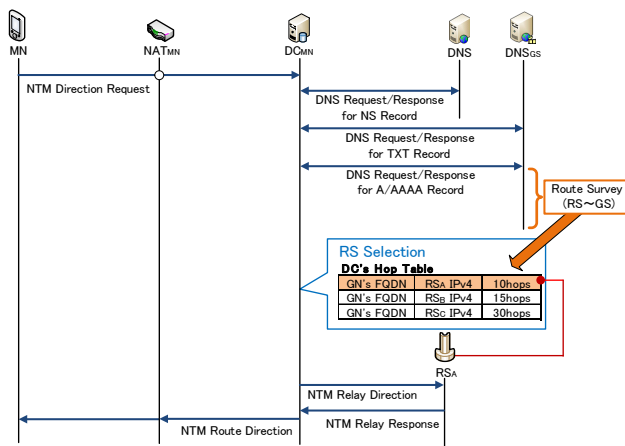 MN
NATMN
DCMN
DNS
DNSGS
NTM Direction Request
DNS Request/Response
for NS Record
DNS Request/Response
for TXT Record
DNS Request/Response
for A/AAAA Record
Route Survey
(RS～GS)
RS Selection
DC's Hop Table
GN's FQDN RSA IPv4 10hops
GN's FQDN RSB IPv4 15hops
GN's FQDN RSC IPv4 30hops
RSA
NTM Relay Direction
NTM Relay Response
NTM Route Direction